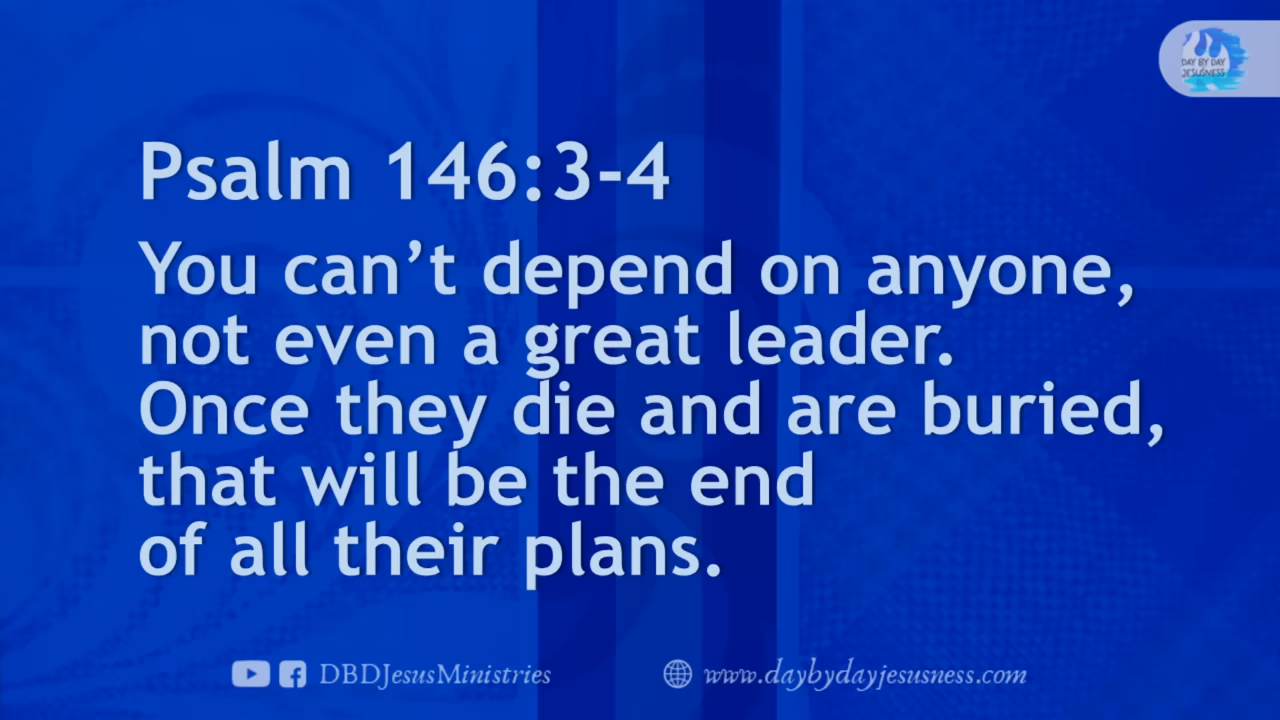 DAY BY DAY
JESUSNESS
Psalm 146:3-4
You can’t depend on anyone,
not even a great leader.
Once they die and are buried,
that will be the end
of all their plans.
DBDJesusMinistries
www.daybydayjesusness.com